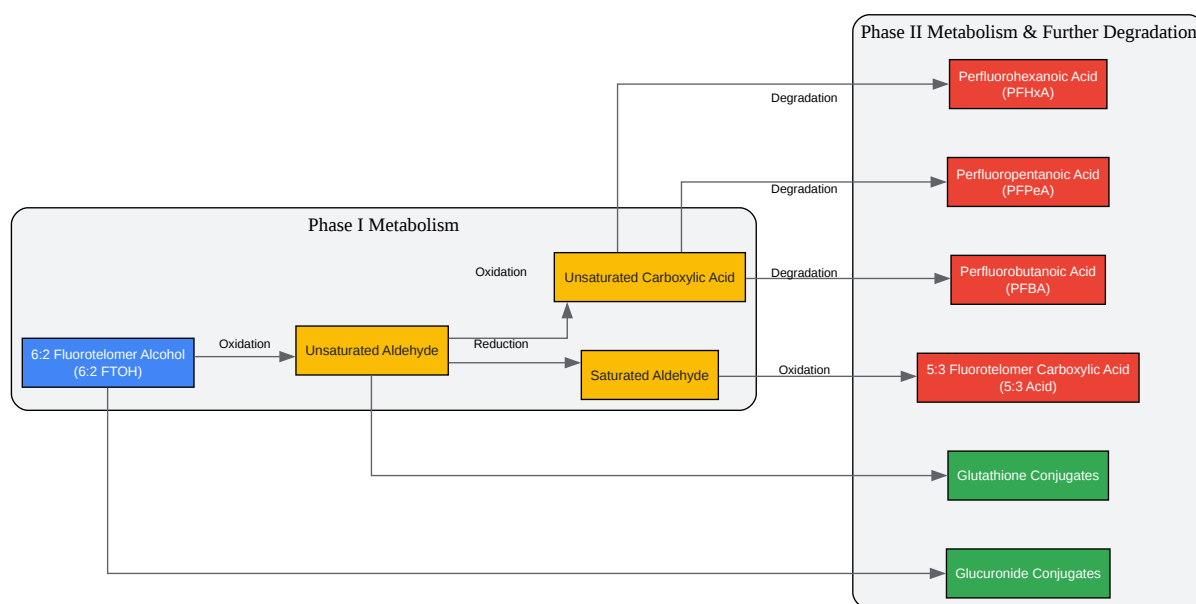 Phase II Metabolism & Further Degradation
Perfluorohexanoic Acid
(PFHxA)
Degradation
Perfluoropentanoic Acid
(PFPeA)
Degradation
Phase I Metabolism
Oxidation
Unsaturated Carboxylic Acid
Degradation
Perfluorobutanoic Acid
(PFBA)
6:2 Fluorotelomer Alcohol
(6:2 FTOH)
Oxidation
Unsaturated Aldehyde
Reduction
Saturated Aldehyde
Oxidation
5:3 Fluorotelomer Carboxylic Acid
(5:3 Acid)
Glutathione Conjugates
Glucuronide Conjugates